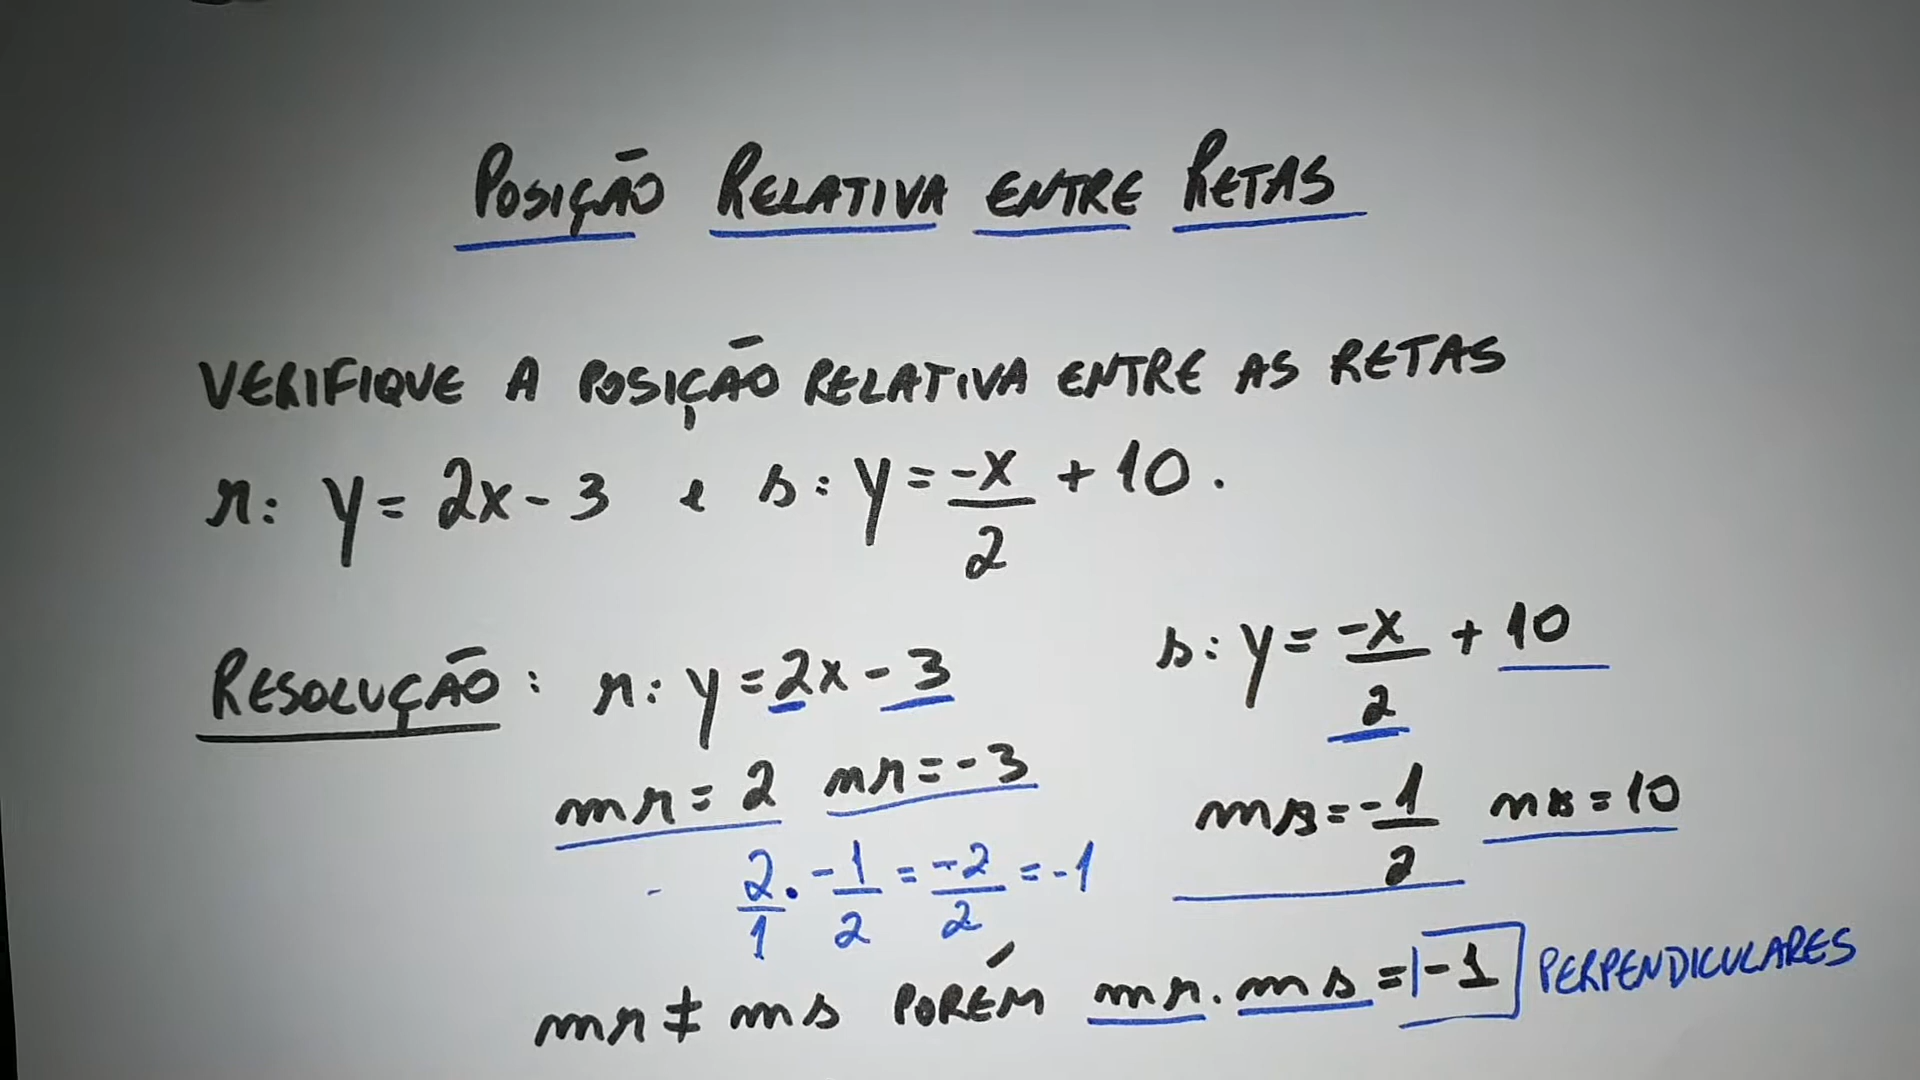 POSIÇÃO RELATIVA ENTRE RETAS
VERIFIQUE A POSIÇÃO RELATIVA ENTRE AS RETAS
r: y = 2x - 3 e s: y = -x/2 + 10.
RESOLUÇÃO: r: y = 2x - 3
mr = 2 mr = -3
s: y = -x/2 + 10
ms = -1/2 ns = 10
2/1 . -1/2 = -2/2 = -1
mr ≠ ms PORÉM mr . ms = -1 PERPENDICULARES